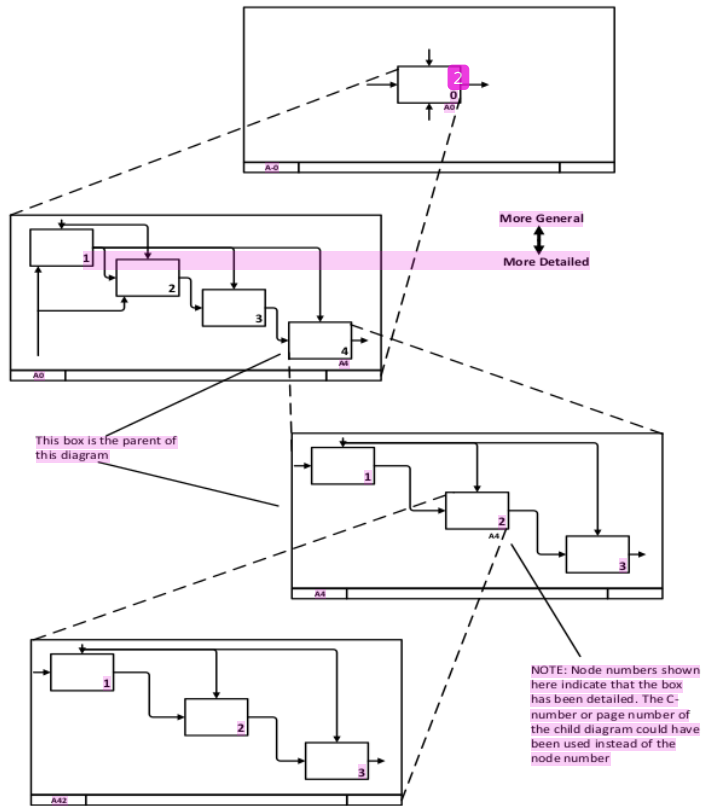 2
0
A0
A-0
More General
More Detailed
1
2
3
4
A4
A0
This box is the parent of
this diagram
1
2
A4
3
A4
NOTE: Node numbers shown
here indicate that the box
has been detailed. The C-
number or page number of
the child diagram could have
been used instead of the
node number
1
2
3
A42